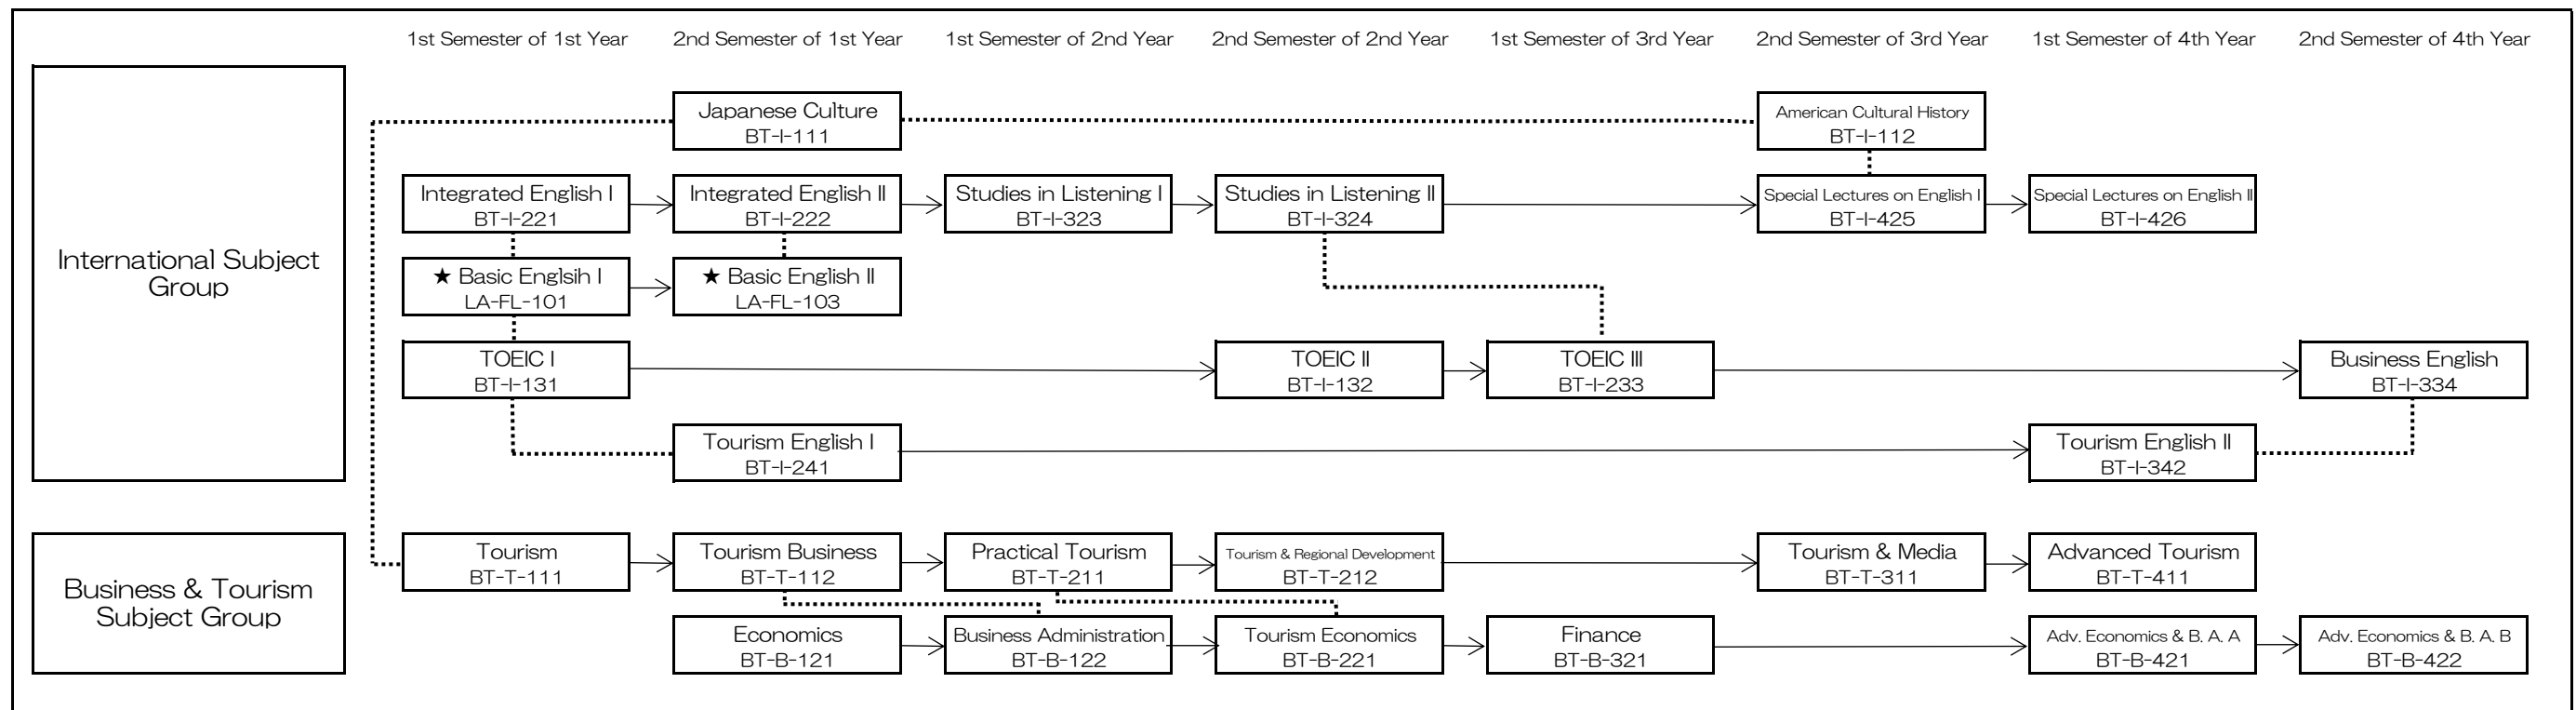 1st Semester of 1st Year
2nd Semester of 1st Year
1st Semester of 2nd Year
2nd Semester of 2nd Year
1st Semester of 3rd Year
2nd Semester of 3rd Year
1st Semester of 4th Year
2nd Semester of 4th Year
International Subject
Group
Japanese Culture
BT-I-111
American Cultural History
BT-I-112
Integrated English I
BT-I-221
Integrated English II
BT-I-222
Studies in Listening I
BT-I-323
Studies in Listening II
BT-I-324
Special Lectures on English I
BT-I-425
Special Lectures on English II
BT-I-426
★ Basic Englsih I
LA-FL-101
★ Basic English II
LA-FL-103
TOEIC I
BT-I-131
TOEIC II
BT-I-132
TOEIC III
BT-I-233
Business English
BT-I-334
Tourism English I
BT-I-241
Tourism English II
BT-I-342
Business & Tourism
Subject Group
Tourism
BT-T-111
Tourism Business
BT-T-112
Practical Tourism
BT-T-211
Tourism & Regional Development
BT-T-212
Tourism & Media
BT-T-311
Advanced Tourism
BT-T-411
Economics
BT-B-121
Business Administration
BT-B-122
Tourism Economics
BT-B-221
Finance
BT-B-321
Adv. Economics & B. A. A
BT-B-421
Adv. Economics & B. A. B
BT-B-422